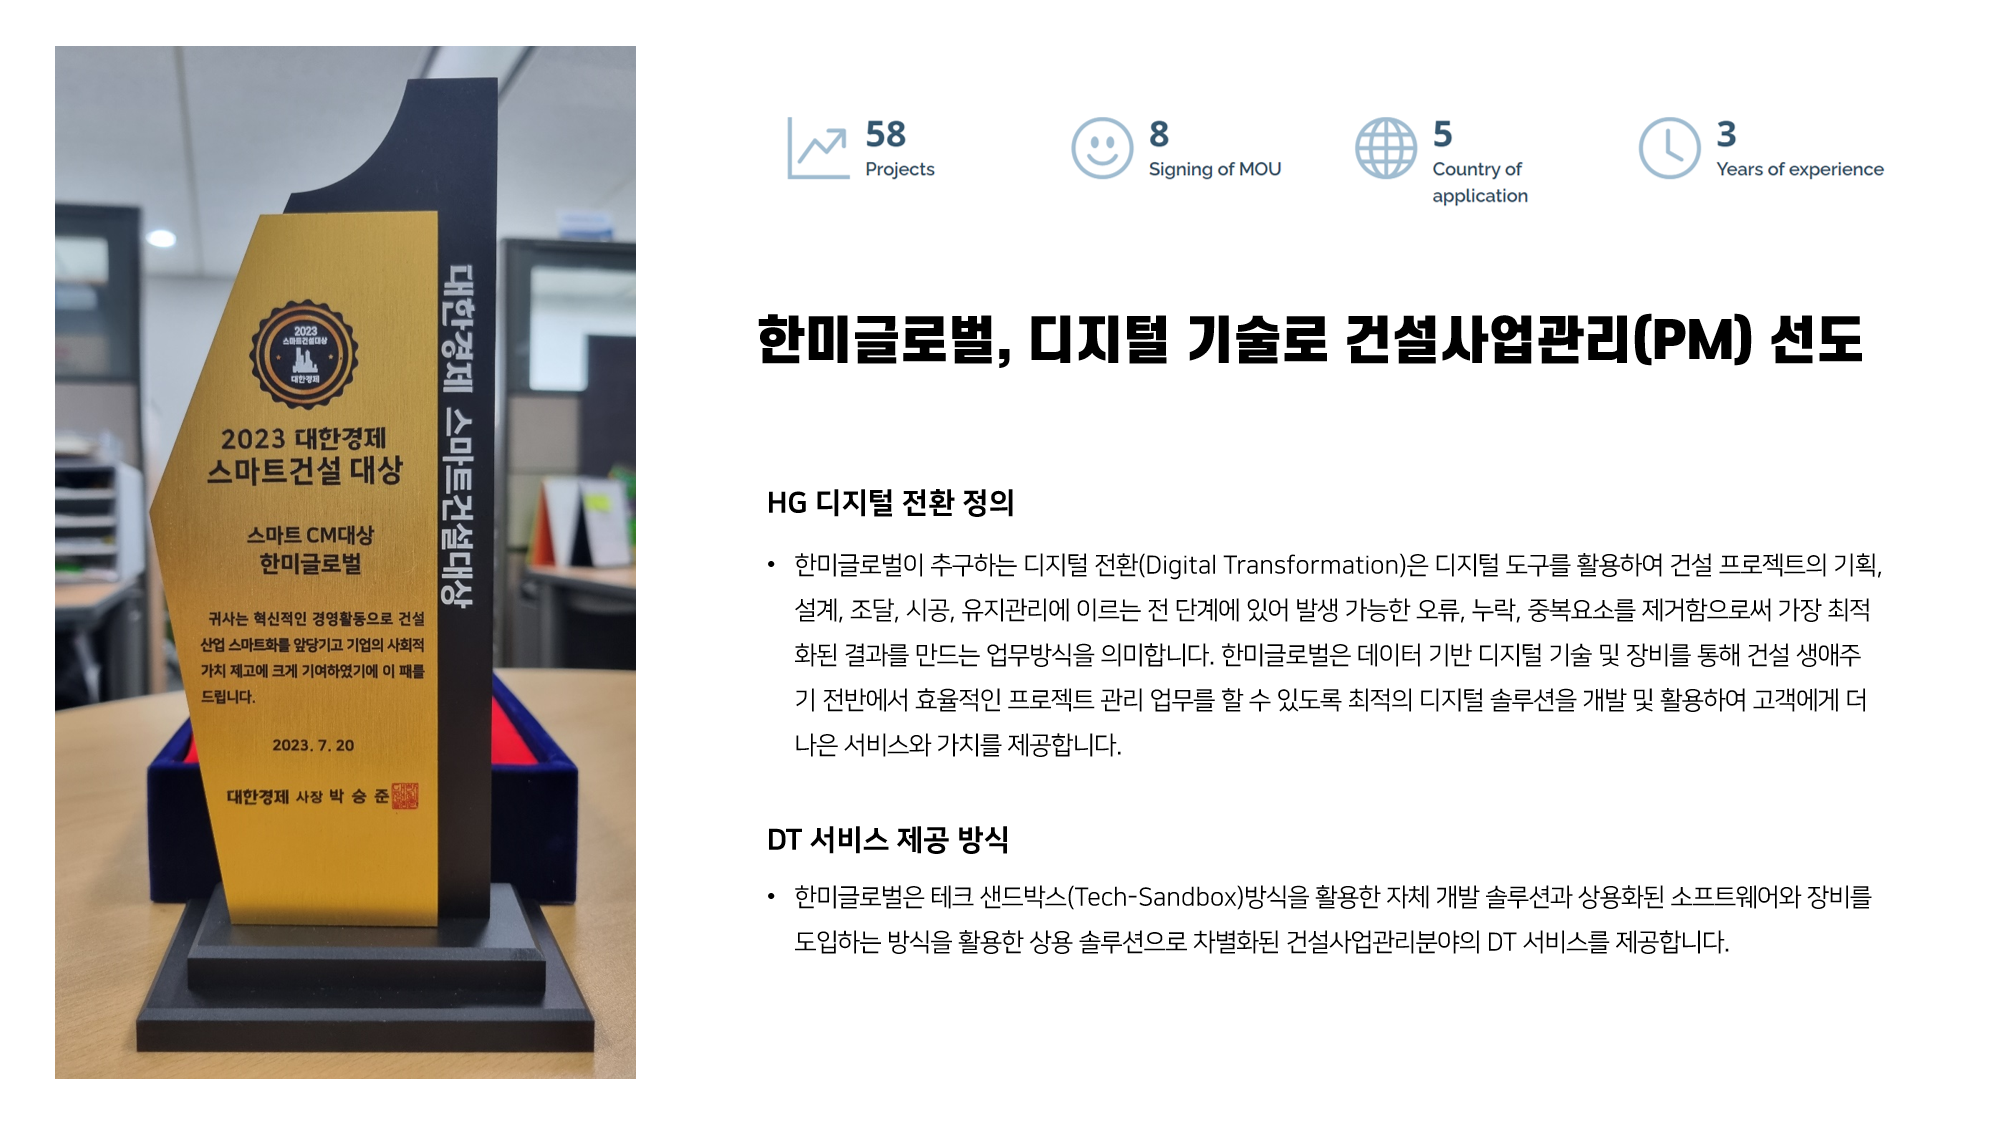 2023
스마트건설대상
대한경제
2023 대한경제
스마트건설 대상
스마트 CM대상
한미글로벌
귀사는 혁신적인 경영활동으로 건설
산업 스마트화를 앞당기고 기업의 사회적
가치 제고에 크게 기여하였기에 이 패를
드립니다.
2023. 7. 20
대한경제 사장 박 승 준
대한경제 스마트건설대상
58
Projects
8
Signing of MOU
5
Country of
application
3
Years of experience
한미글로벌, 디지털 기술로 건설사업관리(PM) 선도
HG 디지털 전환 정의
• 한미글로벌이 추구하는 디지털 전환(Digital Transformation)은 디지털 도구를 활용하여 건설 프로젝트의 기획,
설계, 조달, 시공, 유지관리에 이르는 전 단계에 있어 발생 가능한 오류, 누락, 중복요소를 제거함으로써 가장 최적
화된 결과를 만드는 업무방식을 의미합니다. 한미글로벌은 데이터 기반 디지털 기술 및 장비를 통해 건설 생애주
기 전반에서 효율적인 프로젝트 관리 업무를 할 수 있도록 최적의 디지털 솔루션을 개발 및 활용하여 고객에게 더
나은 서비스와 가치를 제공합니다.
DT 서비스 제공 방식
• 한미글로벌은 테크 샌드박스(Tech-Sandbox)방식을 활용한 자체 개발 솔루션과 상용화된 소프트웨어와 장비를
도입하는 방식을 활용한 상용 솔루션으로 차별화된 건설사업관리분야의 DT 서비스를 제공합니다.